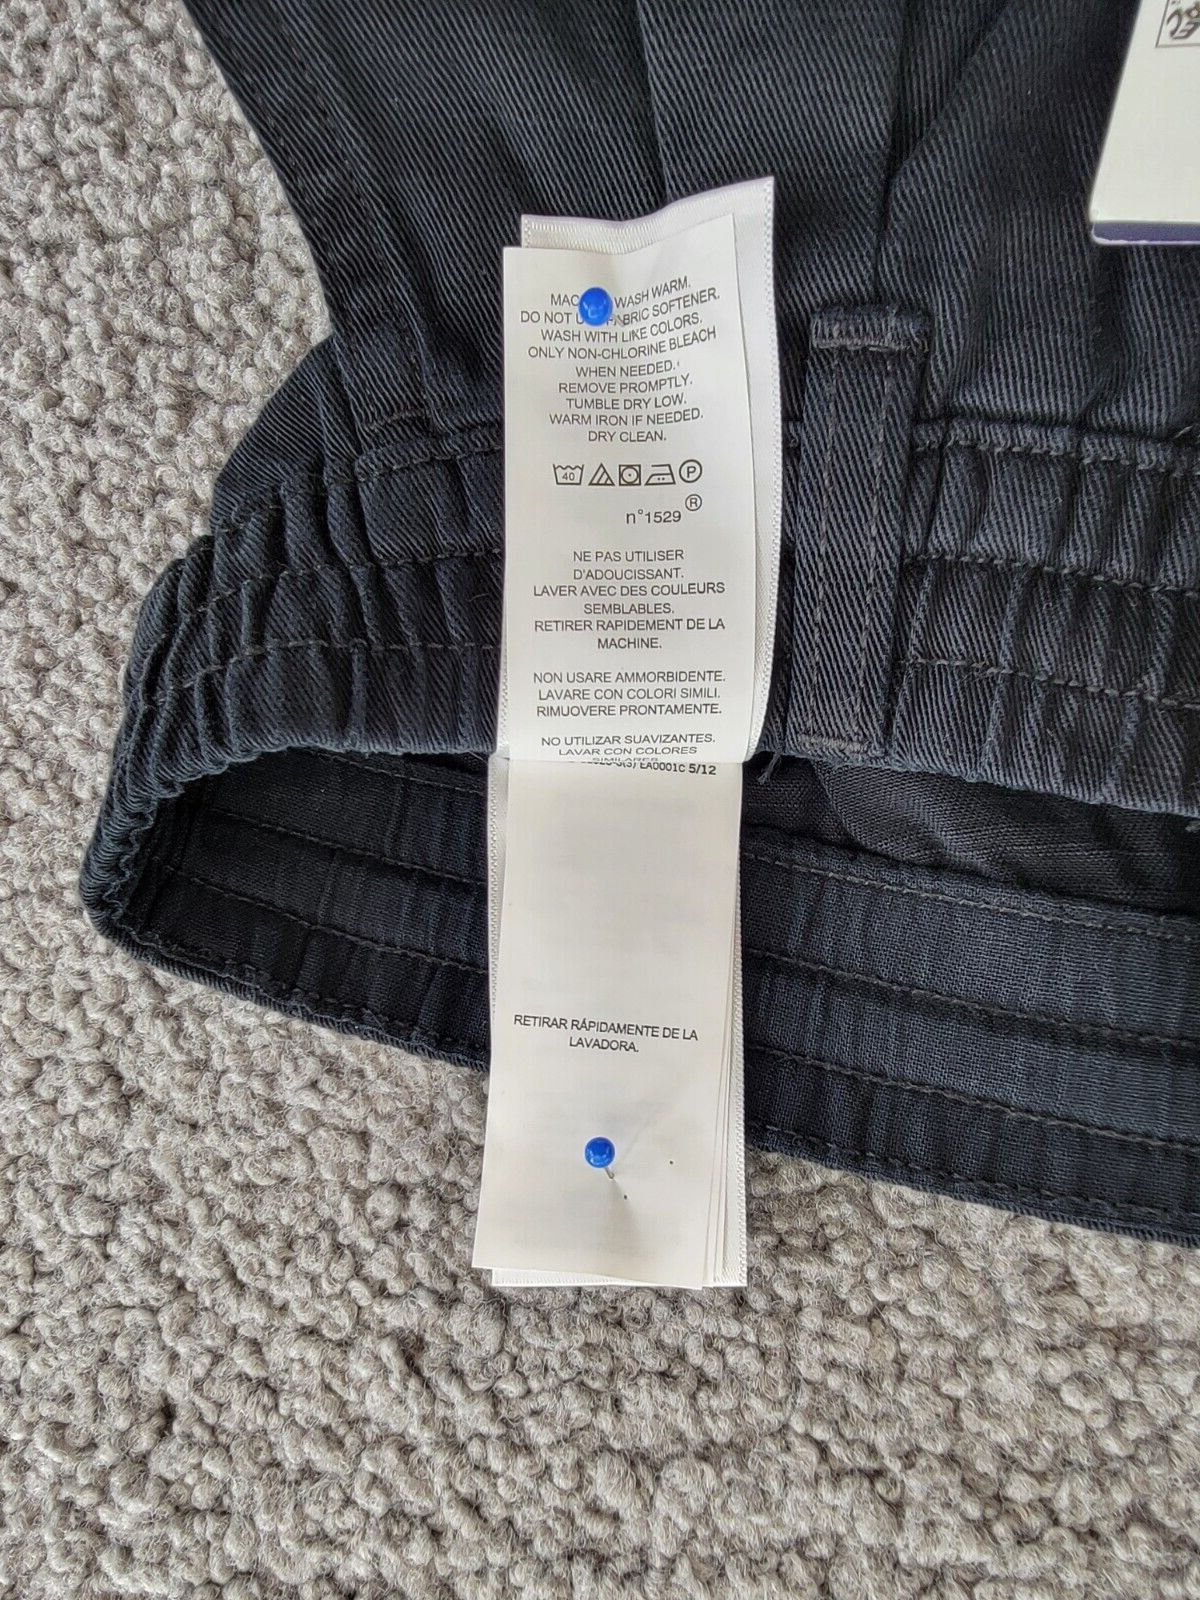 WASH WARM.
DO NOT FABRIC SOFTENER.
WASH WITH LIKE COLORS.
ONLY NON-CHLORINE BLEACH
WHEN NEEDED.
REMOVE PROMPTLY.
TUMBLE DRY LOW.
WARM IRON IF NEEDED.
DRY CLEAN.
40 P
n°1529 ®
NE PAS UTILISER
D'ADOUCISSANT.
LAVER AVEC DES COULEURS
SEMBLABLES.
RETIRER RAPIDEMENT DE LA
MACHINE.
NON USARE AMMORBIDENTE.
LAVARE CON COLORI SIMILI.
RIMUOVERE PRONTAMENTE.
NO UTILIZAR SUAVIZANTES.
LAVAR CON COLORES
SIMILARES
EA0001C 5/12
RETIRAR RÁPIDAMENTE DE LA
LAVADORA.